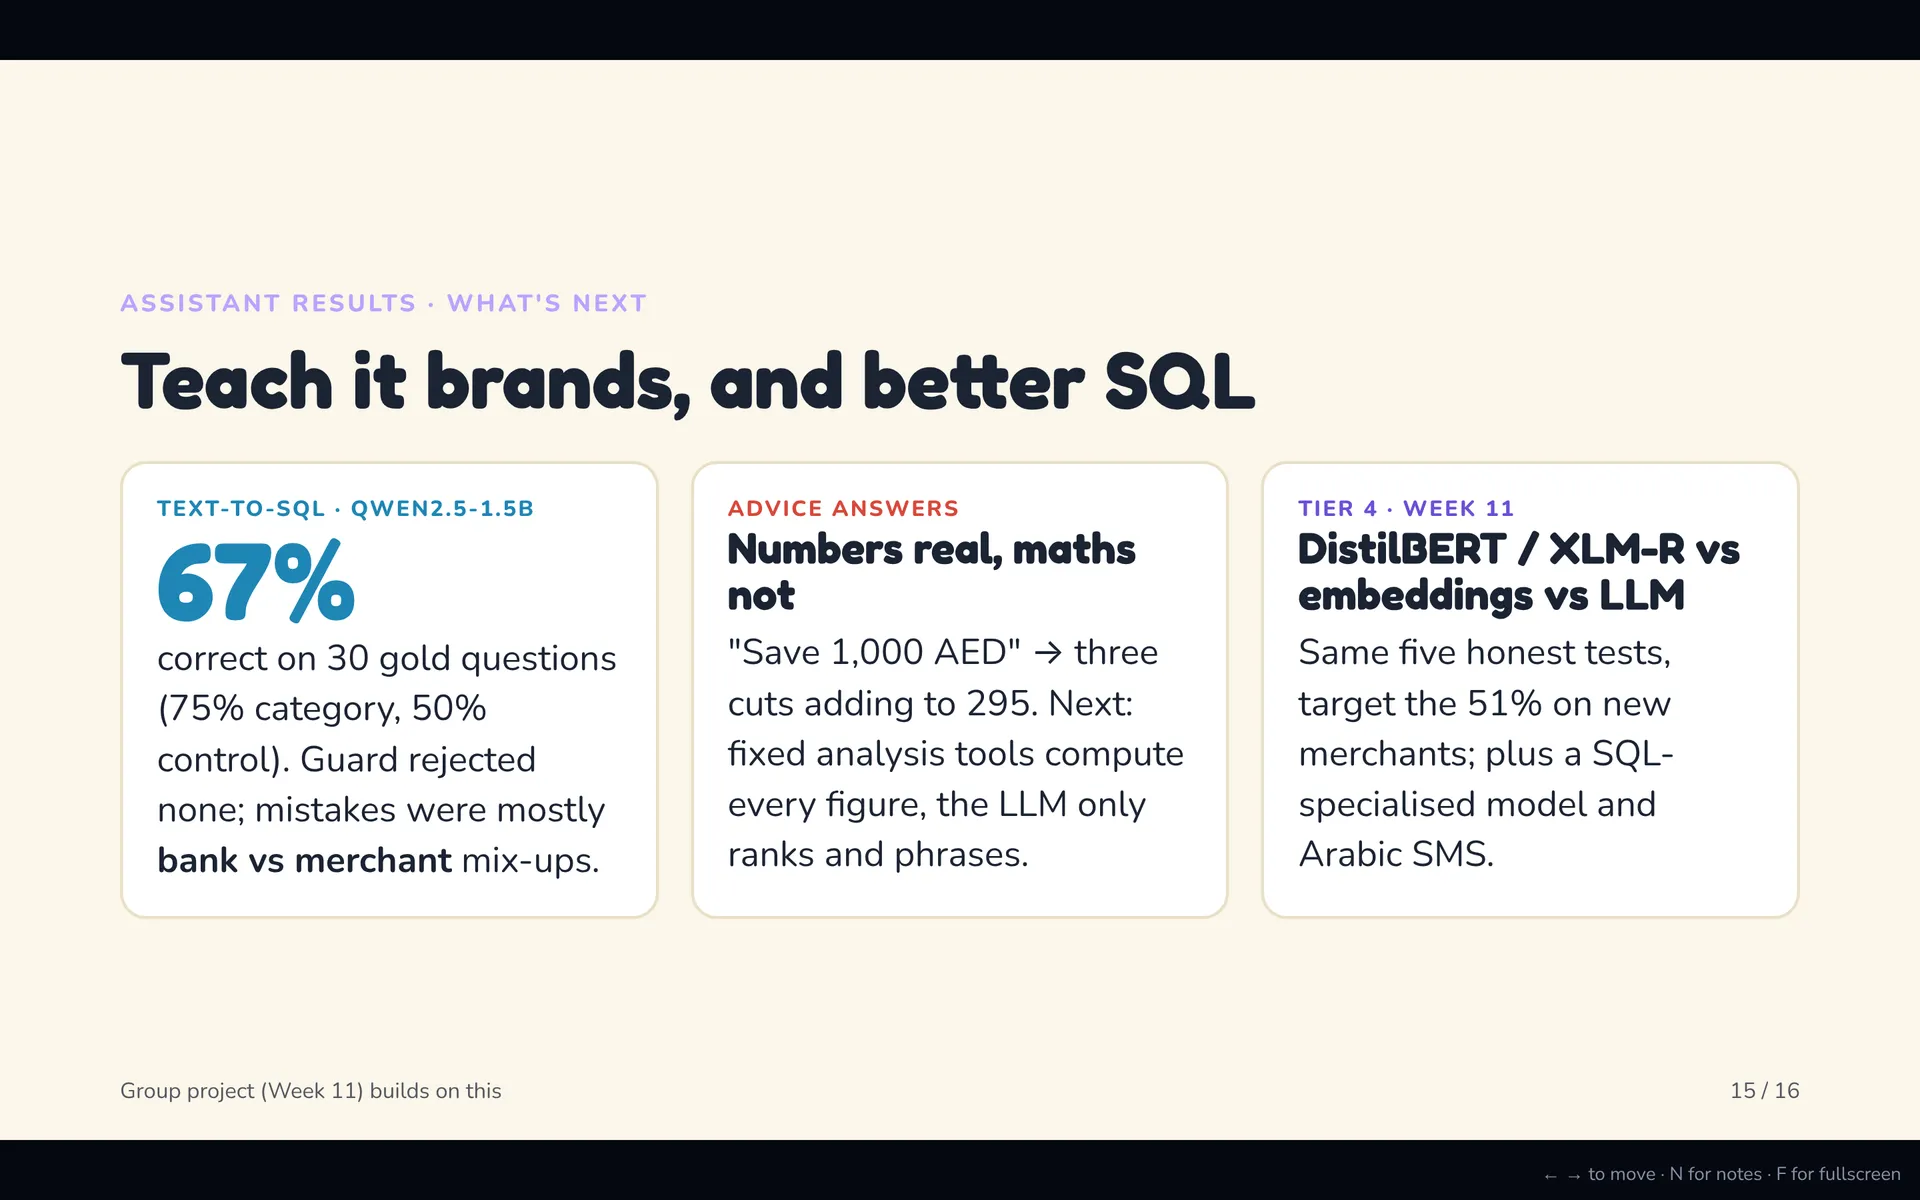 ASSISTANT RESULTS · WHAT'S NEXT
Teach it brands, and better SQL
TEXT-TO-SQL · QWEN2.5-1.5B
67%
correct on 30 gold questions
(75% category, 50%
control). Guard rejected
none; mistakes were mostly
bank vs merchant mix-ups.
ADVICE ANSWERS
Numbers real, maths
not
"Save 1,000 AED" → three
cuts adding to 295. Next:
fixed analysis tools compute
every figure, the LLM only
ranks and phrases.
TIER 4 · WEEK 11
DistilBERT / XLM-R vs
embeddings vs LLM
Same five honest tests,
target the 51% on new
merchants; plus a SQL-
specialised model and
Arabic SMS.
Group project (Week 11) builds on this
15 / 16
← → to move · N for notes · F for fullscreen